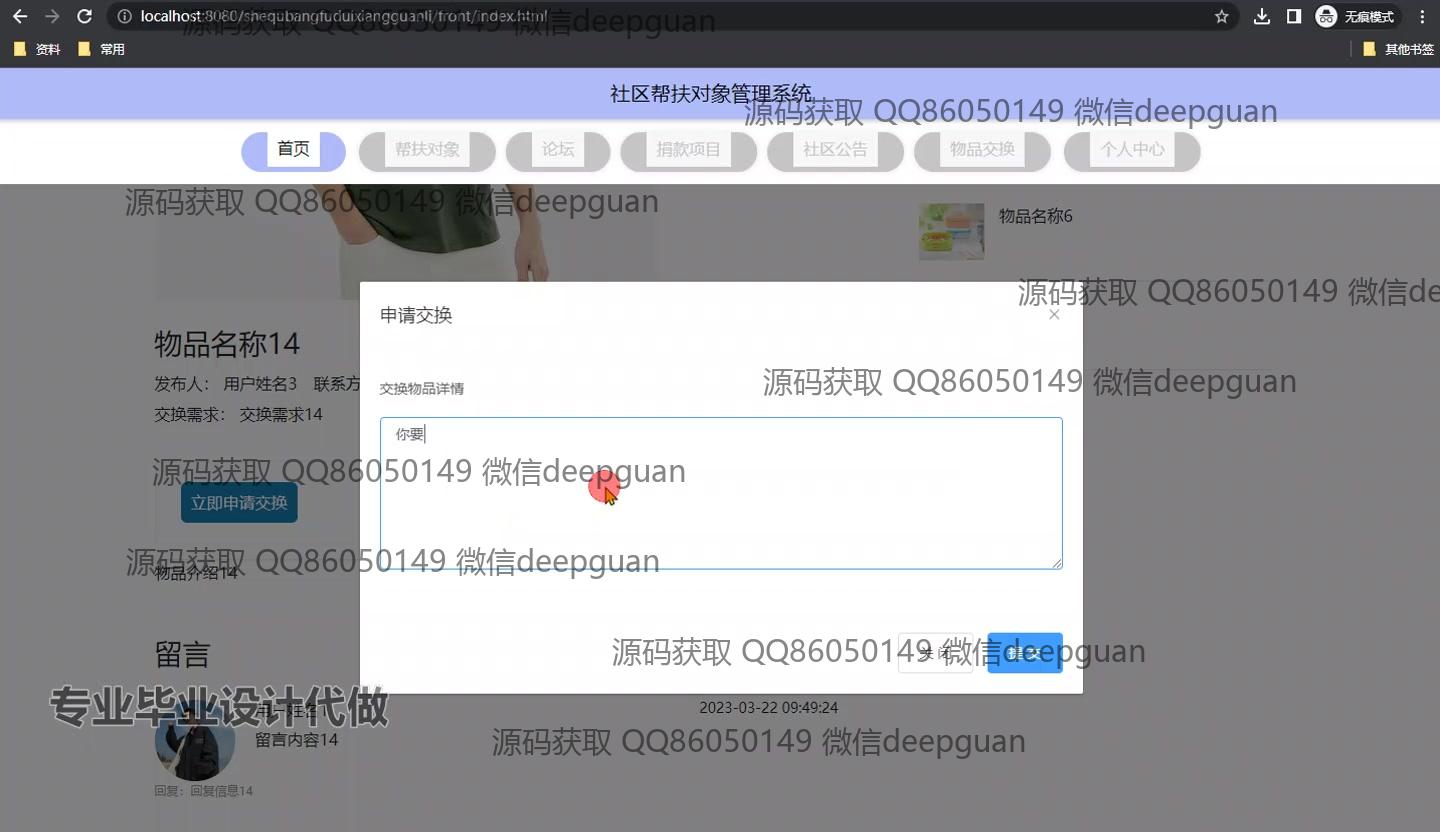 localhost:8080/shequbangfuduixiangguanli/front/index.html
无痕模式
资料
常用
其他书签
社区帮扶对象管理系统
首页
帮扶对象
论坛
捐款项目
社区公告
物品交换
个人中心
源码获取 QQ86050149 微信deepguan
源码获取 QQ86050149 微信deepguan
源码获取 QQ86050149 微信deepguan
物品名称6
源码获取 QQ86050149 微信de
申请交换
物品名称14
发布人： 用户姓名3 联系方
交换需求： 交换需求14
交换物品详情
源码获取 QQ86050149 微信deepguan
你要
源码获取 QQ86050149 微信deepguan
立即申请交换
源码获取 QQ86050149 微信deepguan
物品介绍14
留言
源码获取 QQ86050149 微信deepguan
关闭
提交
专业毕业设计代做
2023-03-22 09:49:24
留言内容14
源码获取 QQ86050149 微信deepguan
回复：回复信息14